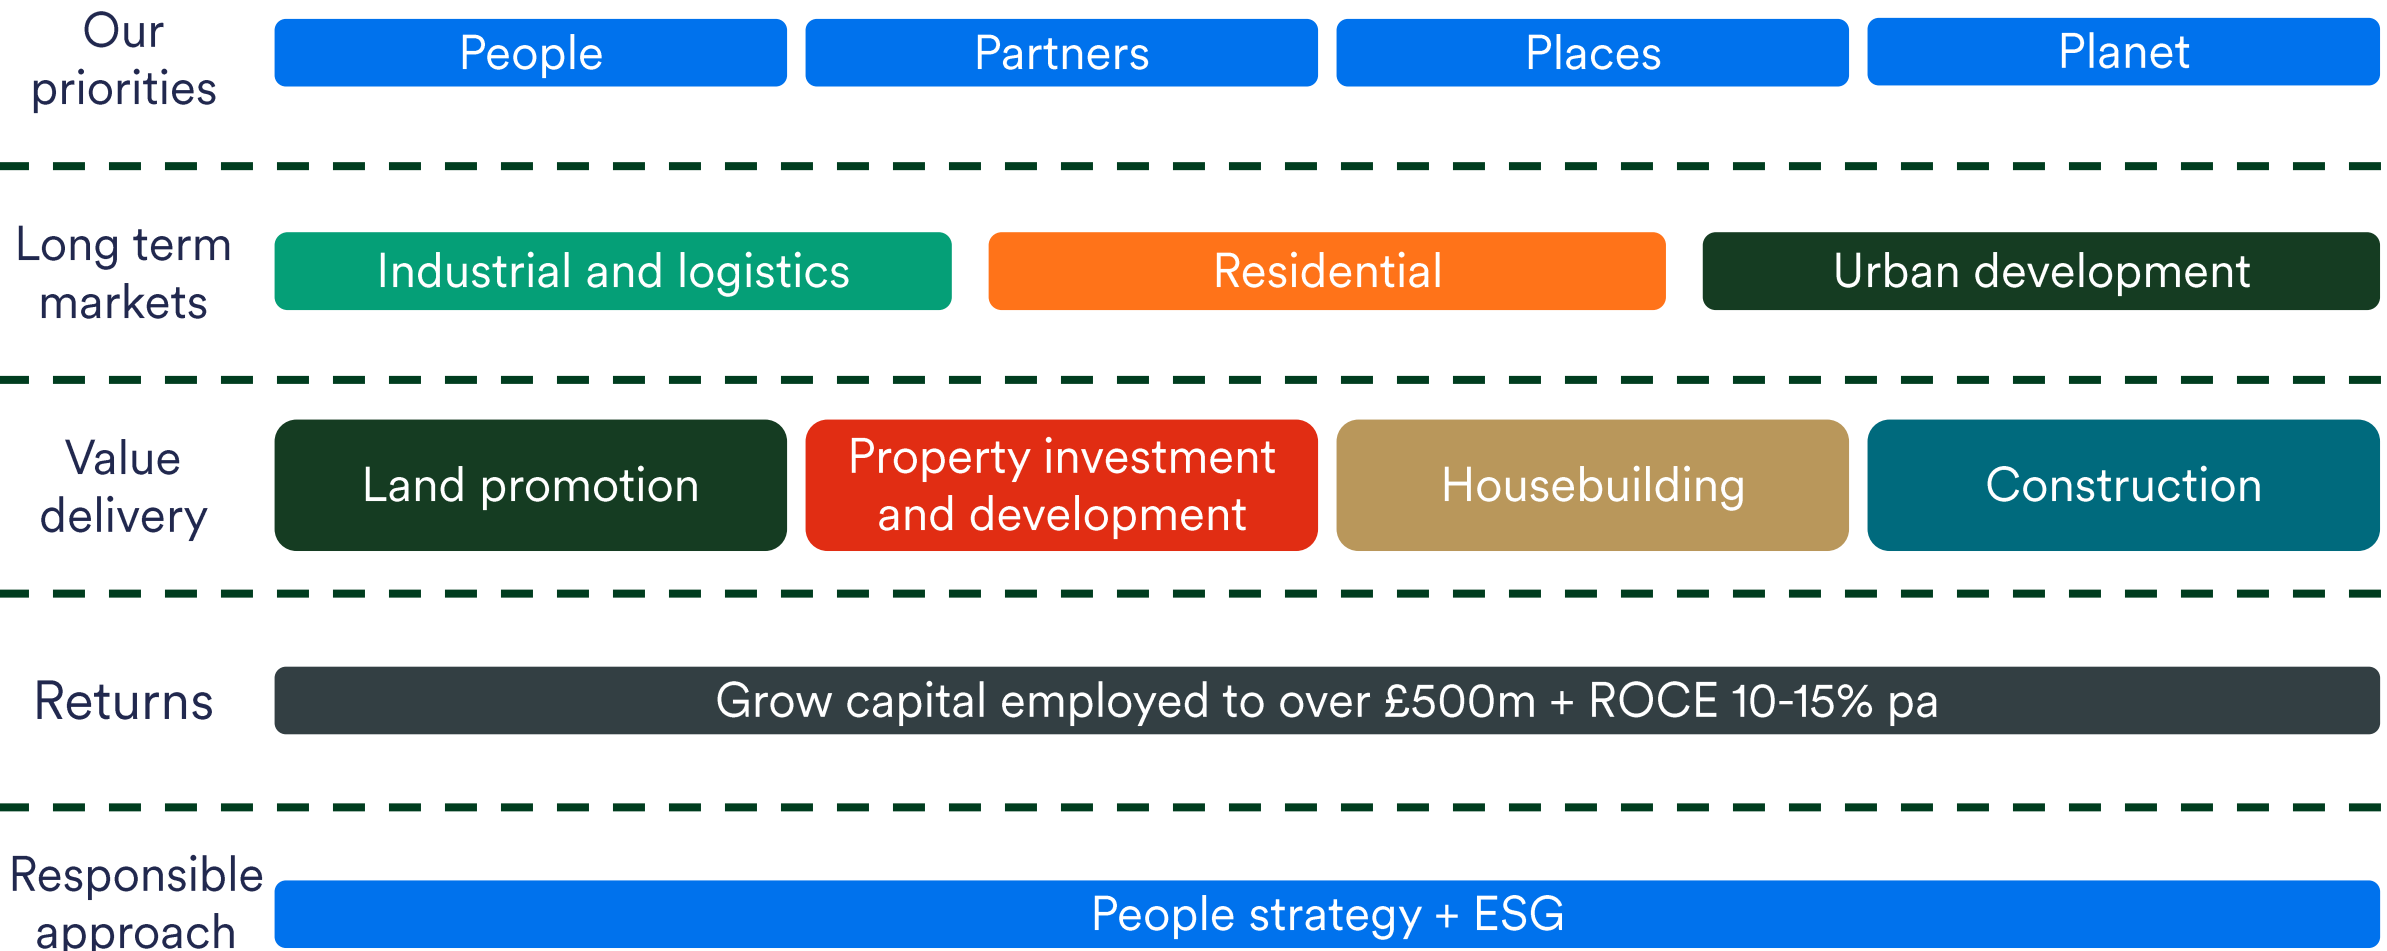 Our
priorities
People
Partners
Places
Planet
Long term
markets
Industrial and logistics
Residential
Urban development
Value
delivery
Land promotion
Property investment
and development
Housebuilding
Construction
Returns
Grow capital employed to over £500m + ROCE 10-15% pa
Responsible
approach
People strategy + ESG